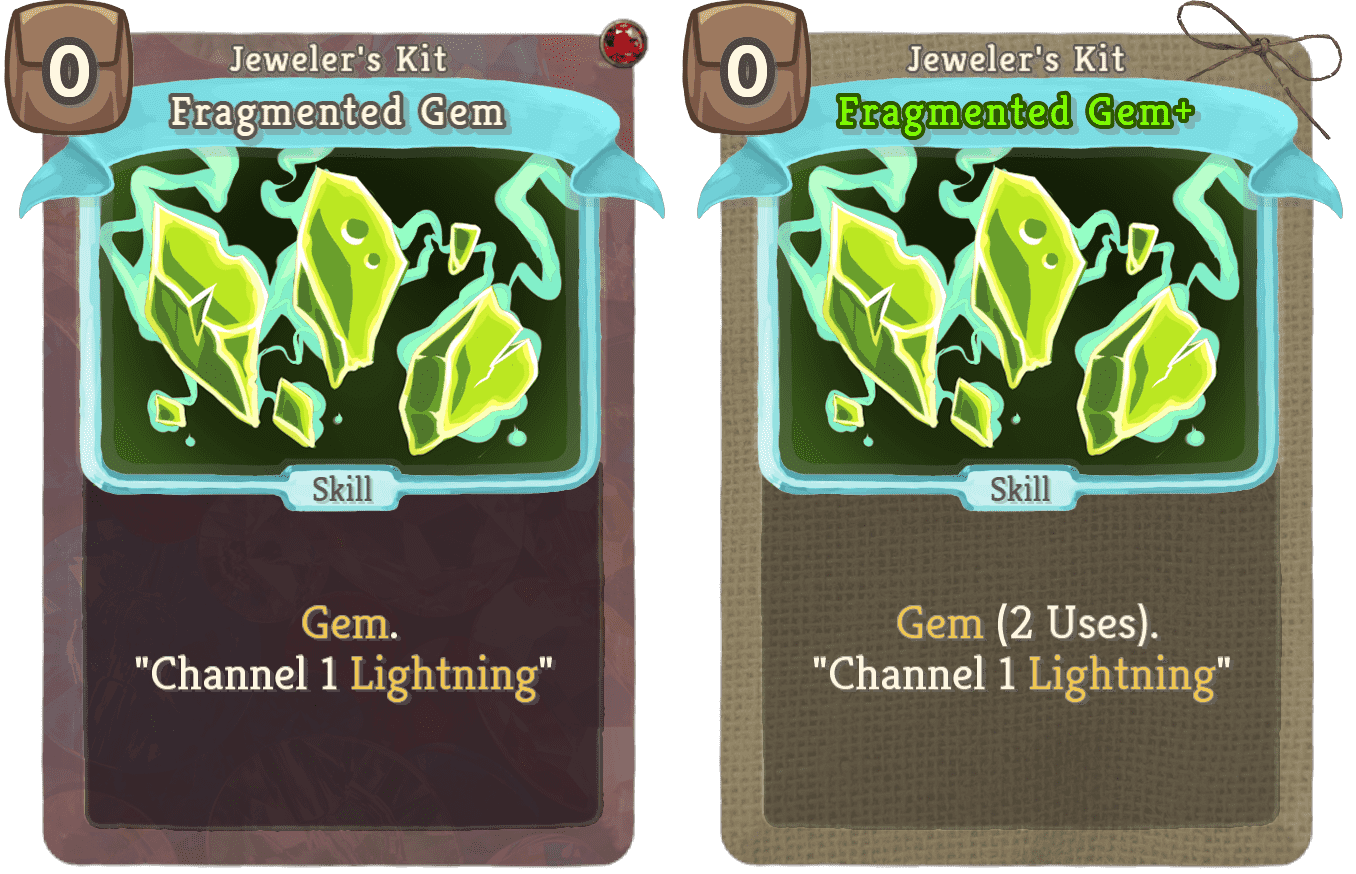 0
Jeweler's Kit
Fragmented Gem
Skill
Gem.
"Channel 1 Lightning"
0
Jeweler's Kit
Fragmented Gem+
Skill
Gem (2 Uses).
"Channel 1 Lightning"